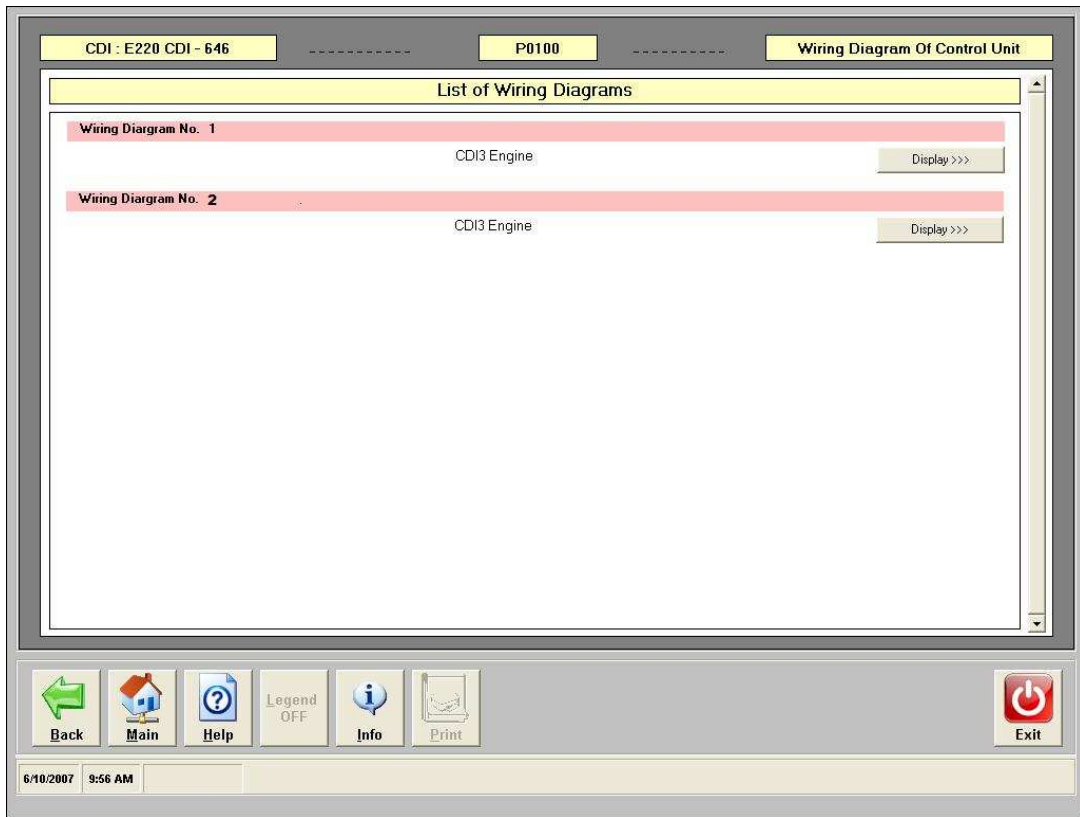 CDI : E220 CDI - 646 ----------- P0100 ---------- Wiring Diagram Of Control Unit
List of Wiring Diagrams
Wiring Diargram No. 1
CDI3 Engine Display >>>
Wiring Diargram No. 2
CDI3 Engine Display >>>
Legend
OFF
Back Main Help Info Print Exit
6/10/2007 9:56 AM